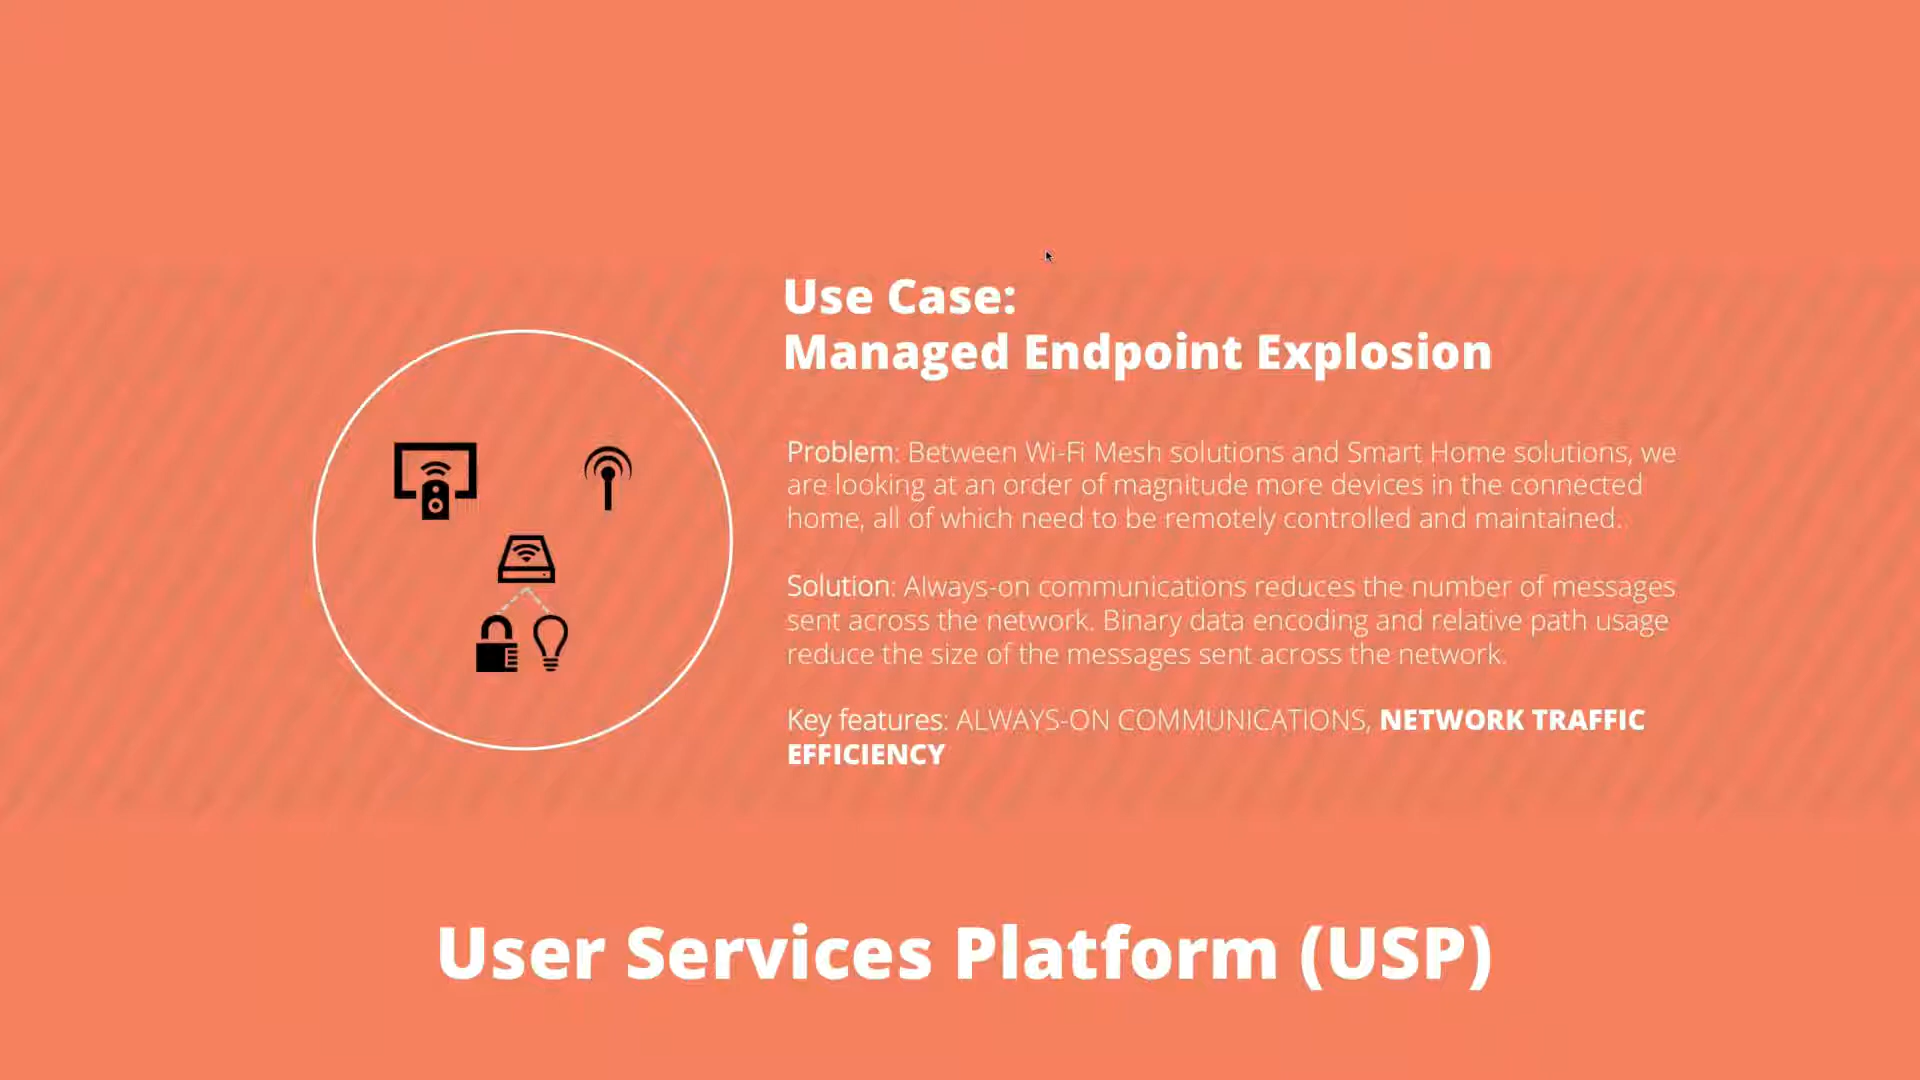 Use Case:
Managed Endpoint Explosion
Problem: Between Wi-Fi Mesh solutions and Smart Home solutions, we
are looking at an order of magnitude more devices in the connected
home, all of which need to be remotely controlled and maintained.
Solution: Always-on communications reduces the number of messages
sent across the network. Binary data encoding and relative path usage
reduce the size of the messages sent across the network.
Key features: ALWAYS-ON COMMUNICATIONS, NETWORK TRAFFIC
EFFICIENCY
User Services Platform (USP)